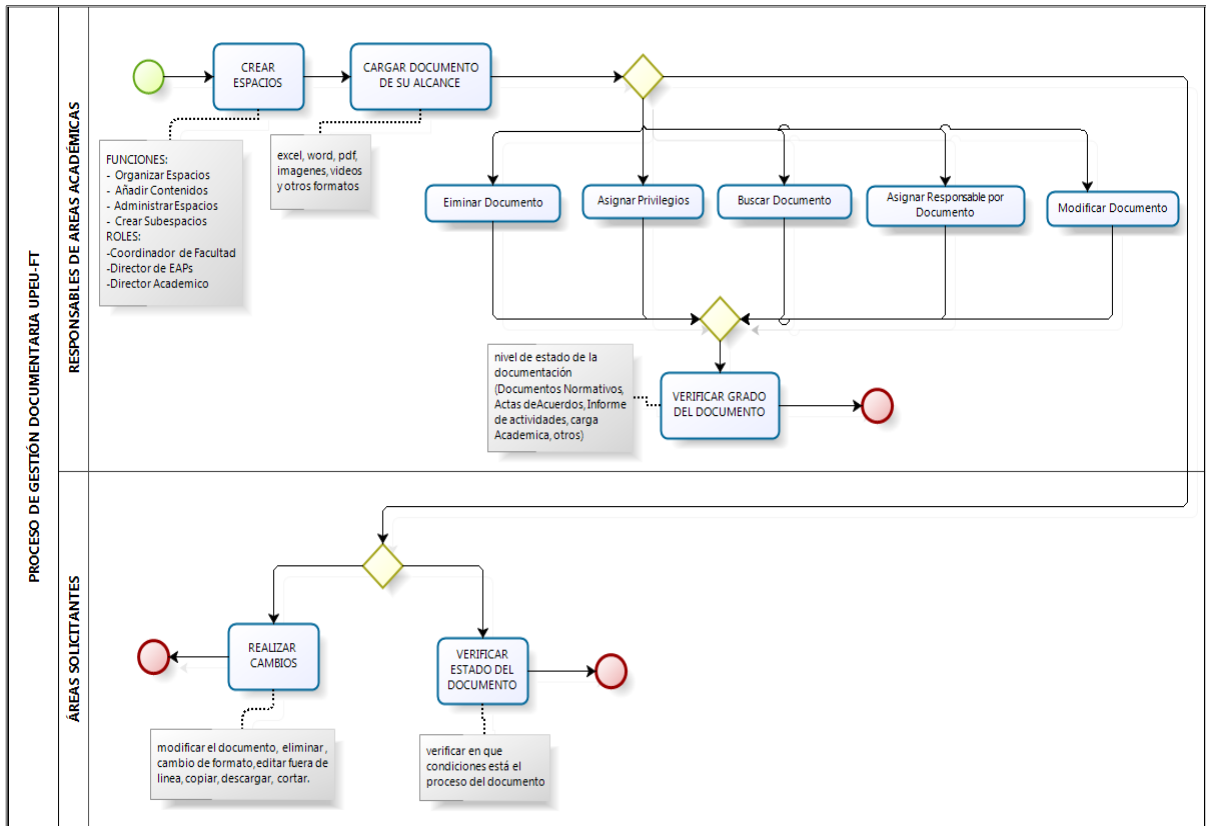 PROCESO DE GESTIÓN DOCUMENTARIA UPEU-FT
RESPONSABLES DE AREAS ACADÉMICAS
CREAR
ESPACIOS
CARGAR DOCUMENTO
DE SU ALCANCE
FUNCIONES:
- Organizar Espacios
- Añadir Contenidos
- Administrar Espacios
- Crear Subespacios
ROLES:
-Coordinador de Facultad
-Director de EAPs
-Director Academico
excel, word, pdf,
imagenes, videos
y otros formatos
Eiminar Documento
Asignar Privilegios
Buscar Documento
Asignar Responsable por
Documento
Modificar Documento
nivel de estado de la
documentación
(Documentos Normativos,
Actas de Acuerdos, Informe
de actividades, carga
Academica, otros)
VERIFICAR GRADO
DEL DOCUMENTO
ÁREAS SOLICITANTES
REALIZAR
CAMBIOS
VERIFICAR
ESTADO DEL
DOCUMENTO
modificar el documento, eliminar,
cambio de formato, editar fuera de
linea, copiar, descargar, cortar.
verificar en que
condiciones está el
proceso del documento